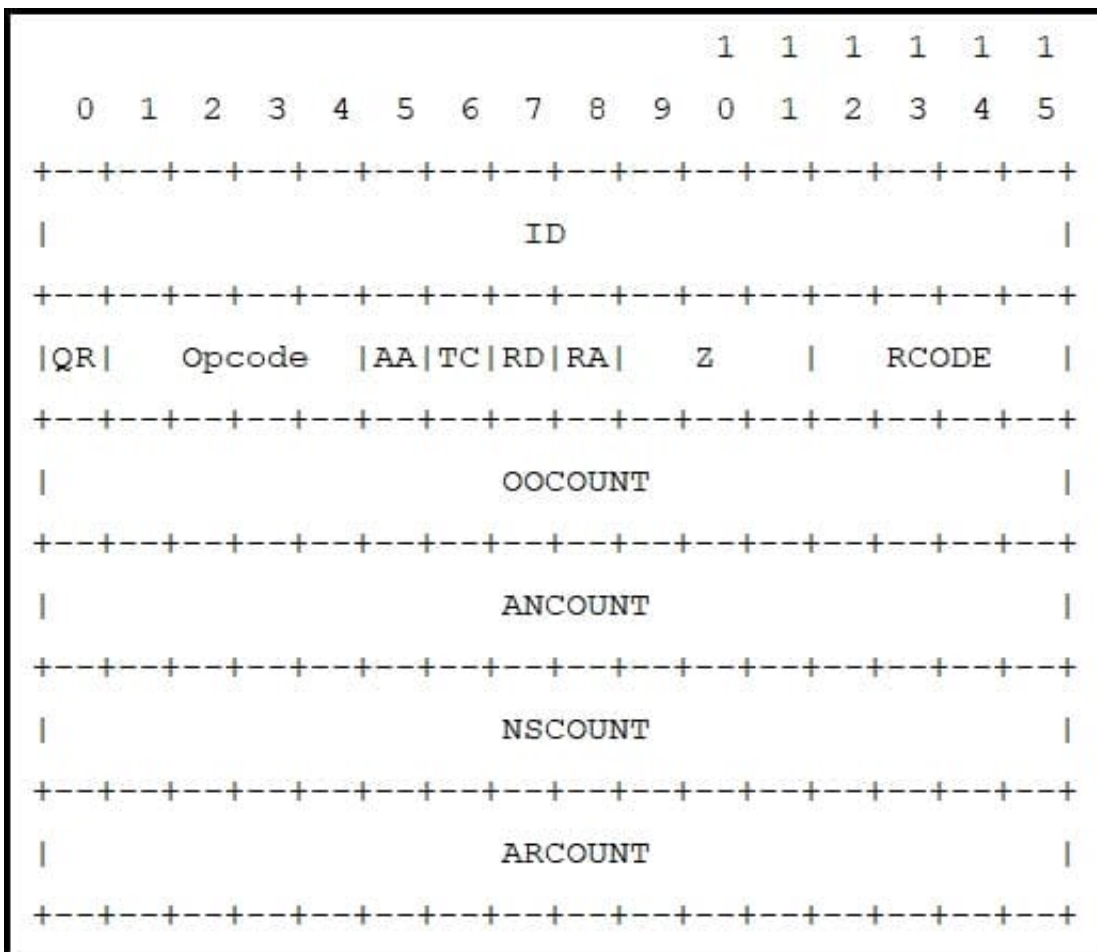 1 1 1 1 1 1
0 1 2 3 4 5 6 7 8 9 0 1 2 3 4 5
+--+--+--+--+--+--+--+--+--+--+--+--+--+--+--+--+
| ID |
+--+--+--+--+--+--+--+--+--+--+--+--+--+--+--+--+
|QR| Opcode |AA|TC|RD|RA| Z | RCODE |
+--+--+--+--+--+--+--+--+--+--+--+--+--+--+--+--+
| OOCOUNT |
+--+--+--+--+--+--+--+--+--+--+--+--+--+--+--+--+
| ANCOUNT |
+--+--+--+--+--+--+--+--+--+--+--+--+--+--+--+--+
| NSCOUNT |
+--+--+--+--+--+--+--+--+--+--+--+--+--+--+--+--+
| ARCOUNT |
+--+--+--+--+--+--+--+--+--+--+--+--+--+--+--+--+